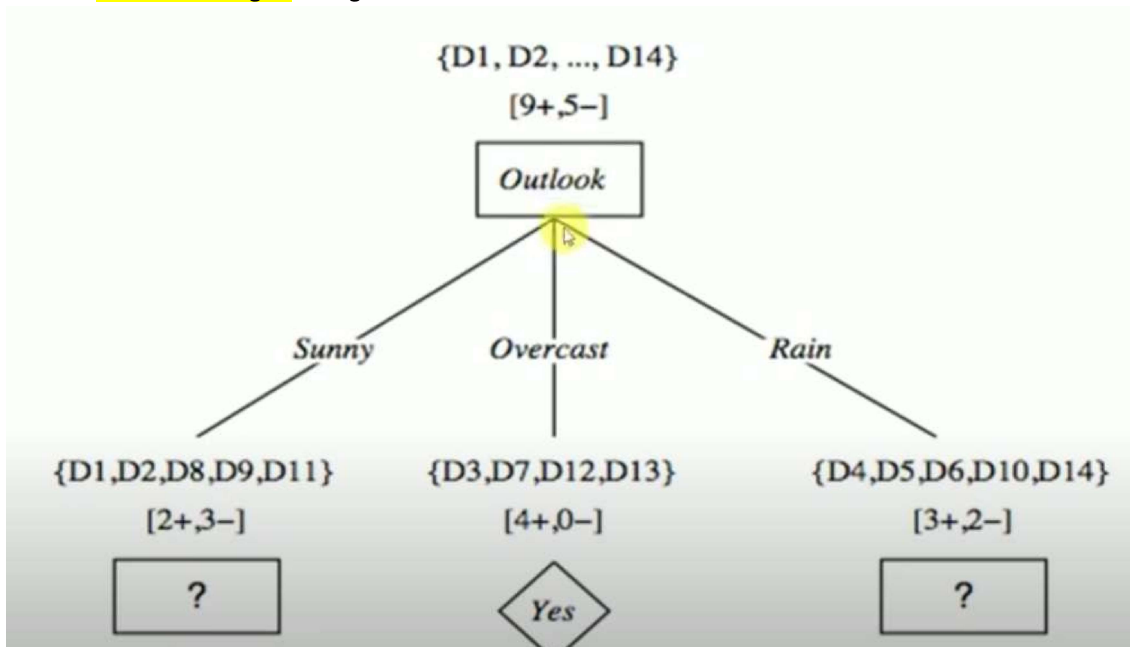 {D1, D2, ..., D14}
[9+,5−]
Outlook
Sunny
Overcast
Rain
{D1,D2,D8,D9,D11}
{D3,D7,D12,D13}
{D4,D5,D6,D10,D14}
[2+,3−]
[4+,0−]
[3+,2−]
?
Yes
?